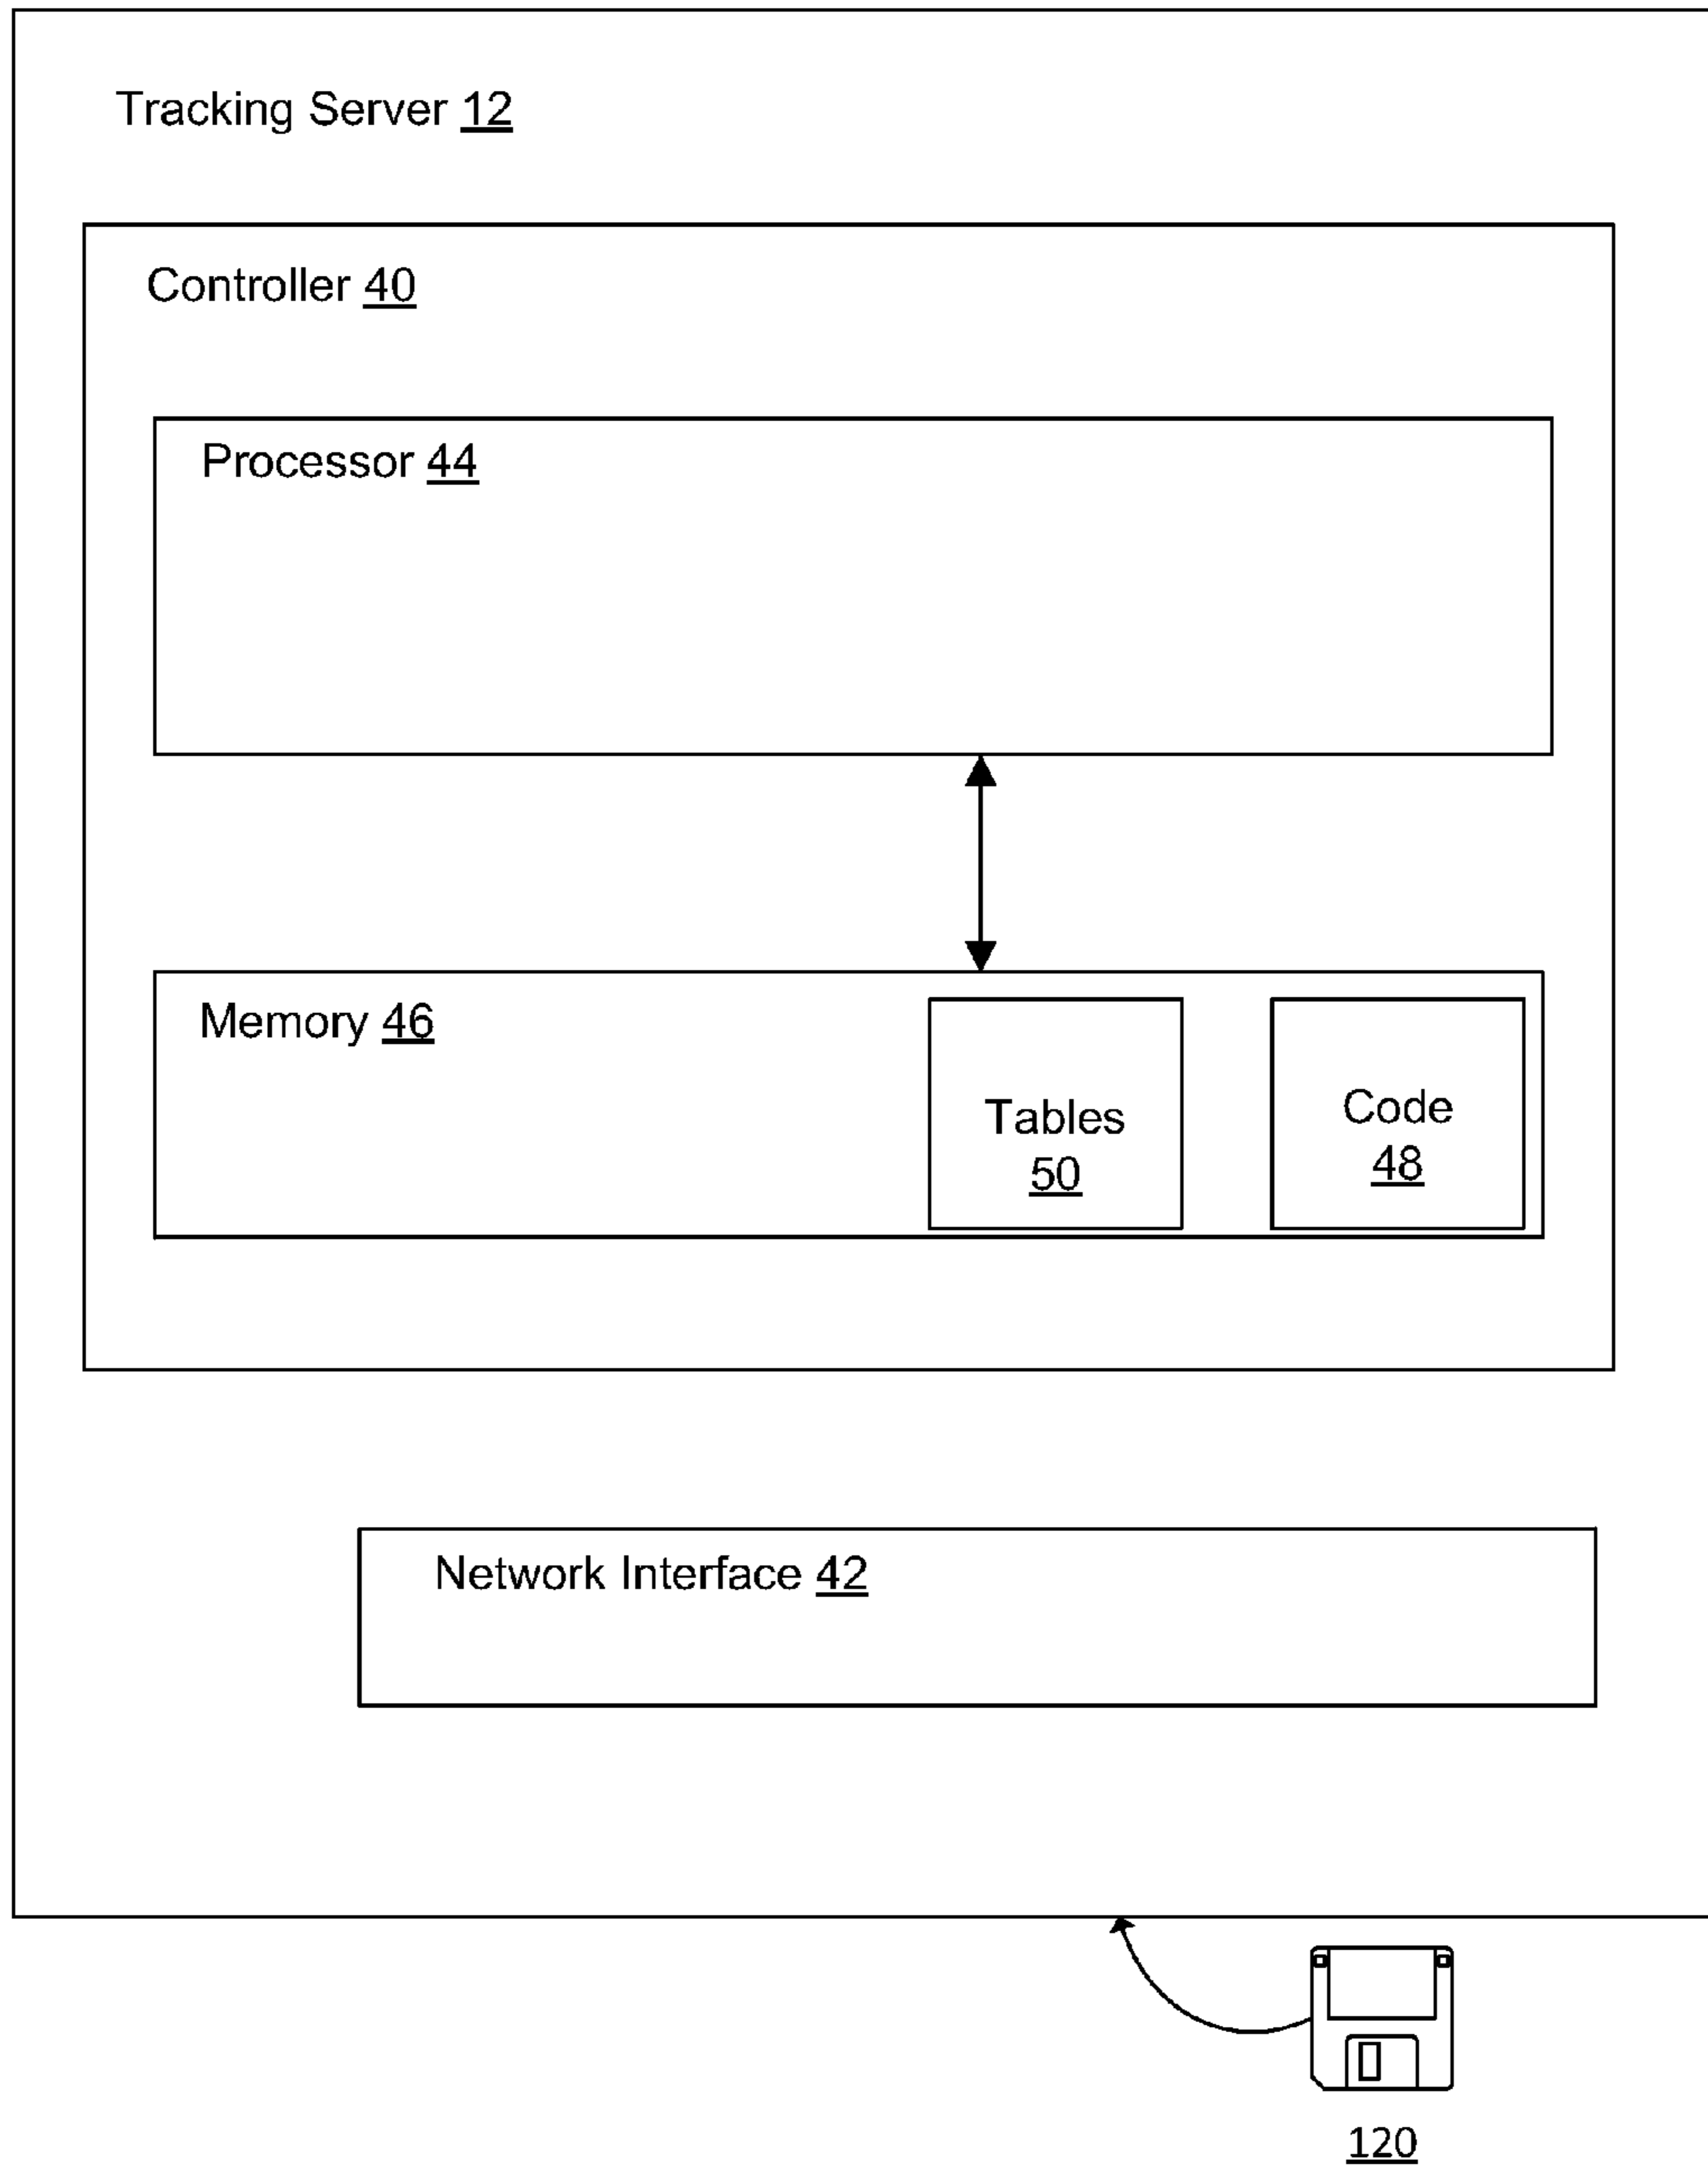 Tracking Server 12
Controller 40
Processor 44
Memory 46
Tables
50
Code
48
Network Interface 42
120